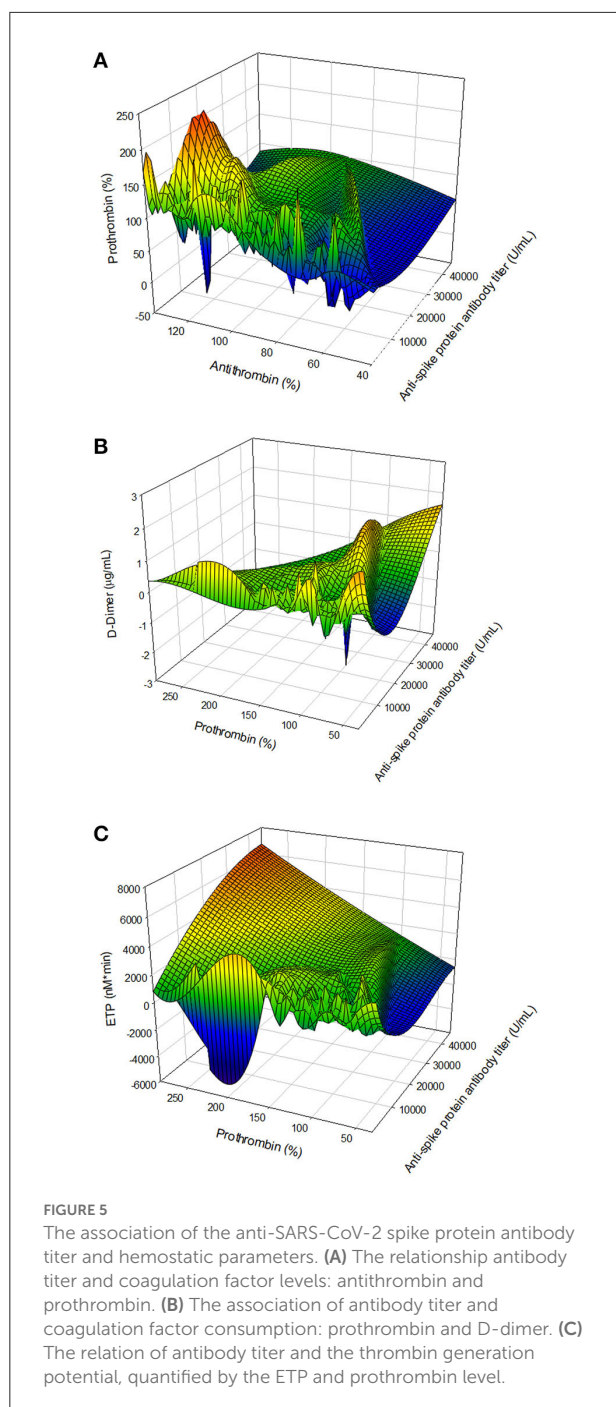 A
250
200
150
100
50
0
-50
Prothrombin (%)
120
100
80
60
40
Antithrombin (%)
10000
20000
30000
40000
Anti-spike protein antibody titer (U/mL)
B
3
2
1
0
-1
-2
-3
D-Dimer (µg/mL)
250
200
150
100
50
Prothrombin (%)
10000
20000
30000
40000
Anti-spike protein antibody titer (U/mL)
C
8000
6000
4000
2000
0
-2000
-4000
-6000
ETP (nM*min)
250
200
150
100
50
Prothrombin (%)
10000
20000
30000
40000
Anti-spike protein antibody titer (U/mL)
FIGURE 5
The association of the anti-SARS-CoV-2 spike protein antibody
titer and hemostatic parameters. (A) The relationship antibody
titer and coagulation factor levels: antithrombin and
prothrombin. (B) The association of antibody titer and
coagulation factor consumption: prothrombin and D-dimer. (C)
The relation of antibody titer and the thrombin generation
potential, quantified by the ETP and prothrombin level.